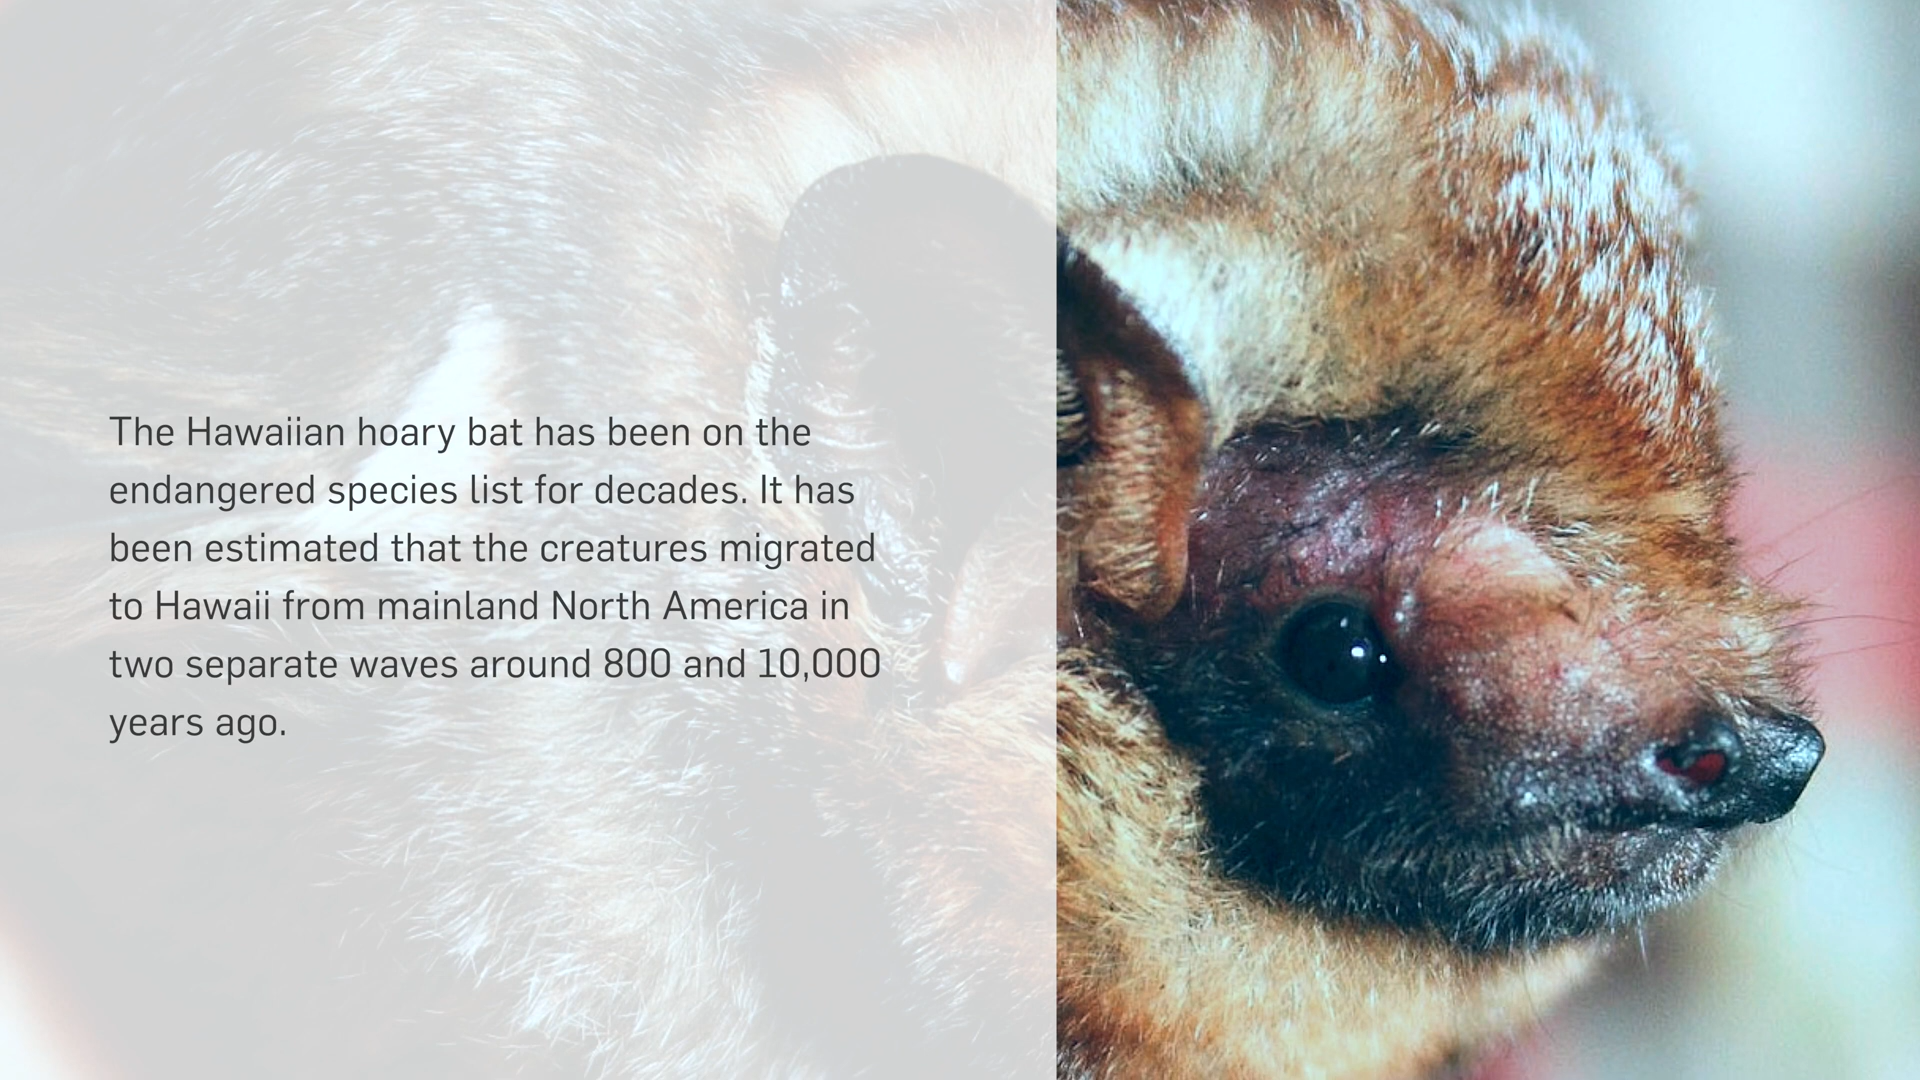 The Hawaiian hoary bat has been on the
endangered species list for decades. It has
been estimated that the creatures migrated
to Hawaii from mainland North America in
two separate waves around 800 and 10,000
years ago.